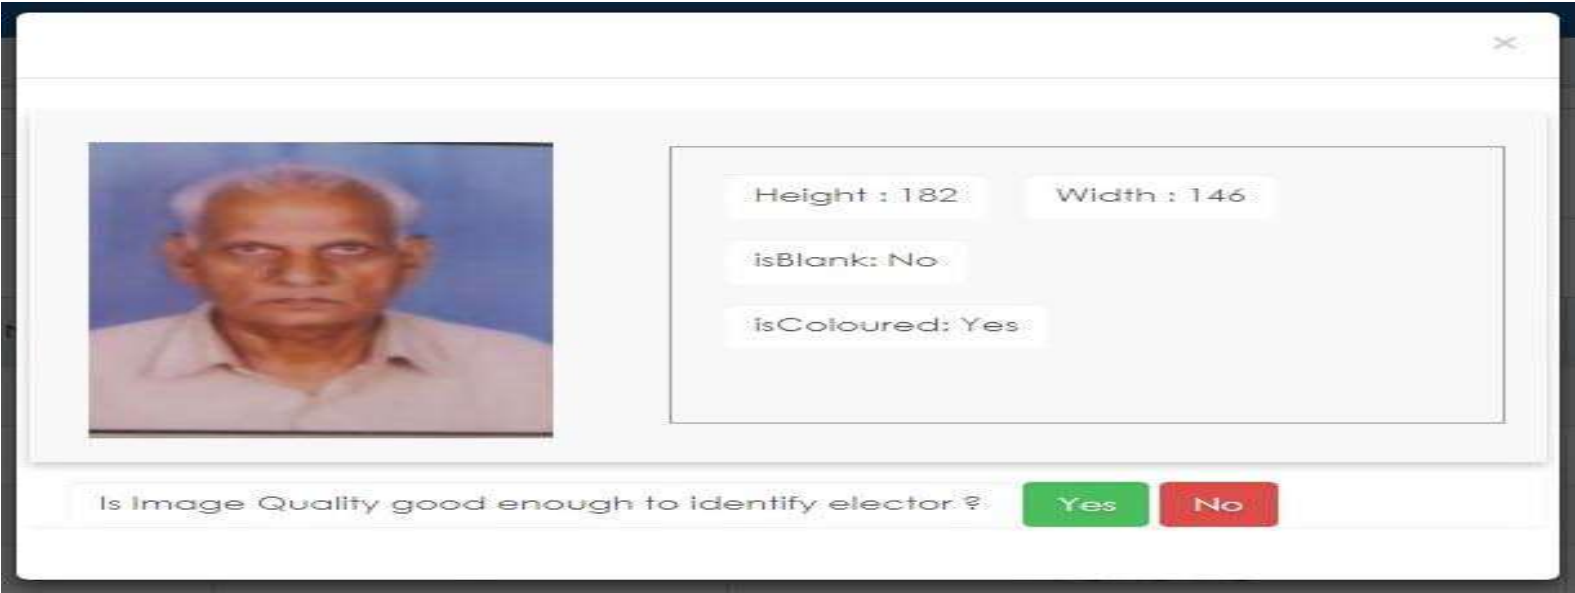 ×
Height : 182 Width : 146
isBlank: No
isColoured: Yes
Is Image Quality good enough to identify elector ? Yes No